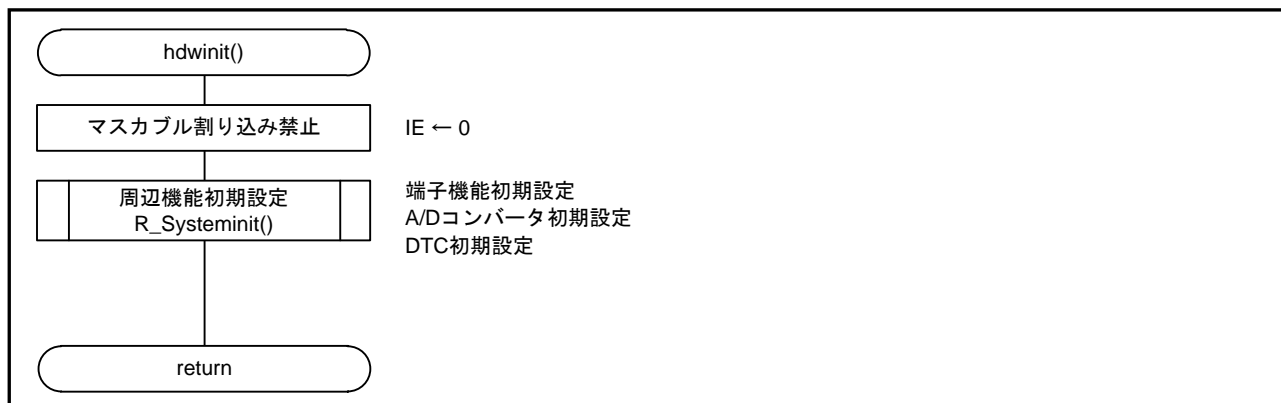 hdwinit()
マスカブル割り込み禁止
IE ← 0
周辺機能初期設定
R_Systeminit()
端子機能初期設定
A/Dコンバータ初期設定
DTC初期設定
return